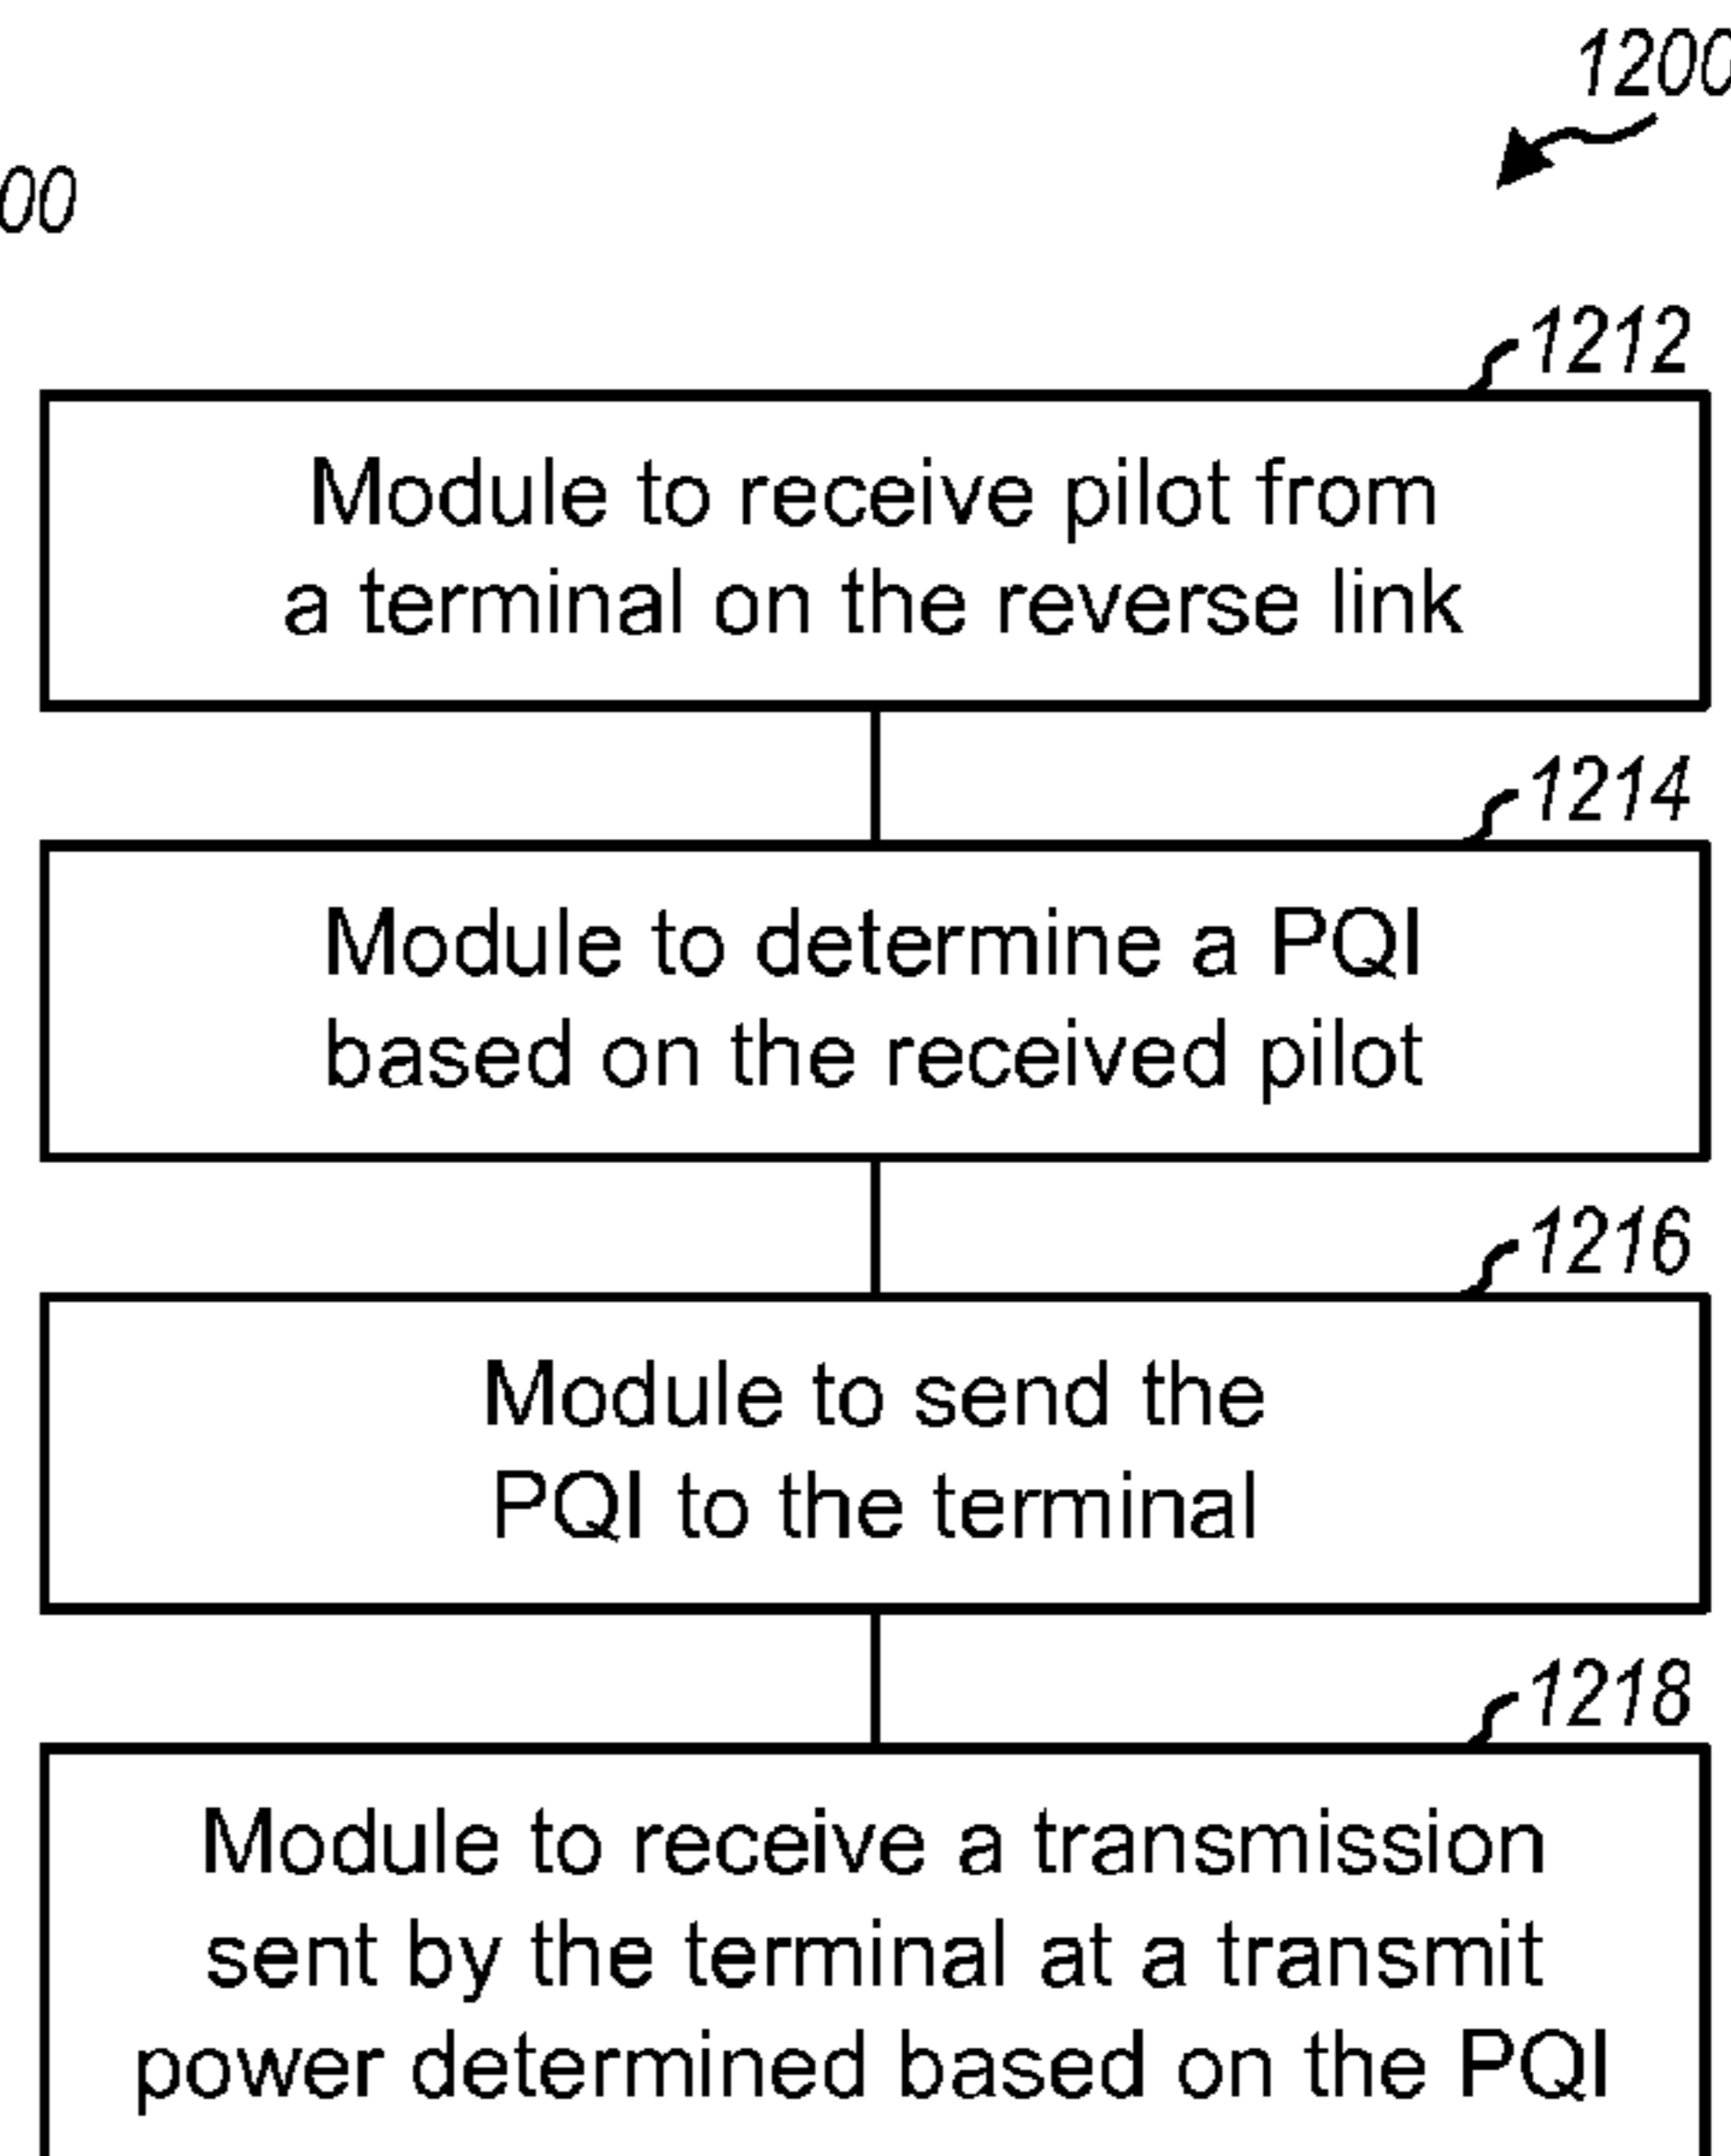 1200
00
1212
Module to receive pilot from
a terminal on the reverse link
1214
Module to determine a PQI
based on the received pilot
1216
Module to send the
PQI to the terminal
1218
Module to receive a transmission
sent by the terminal at a transmit
power determined based on the PQI